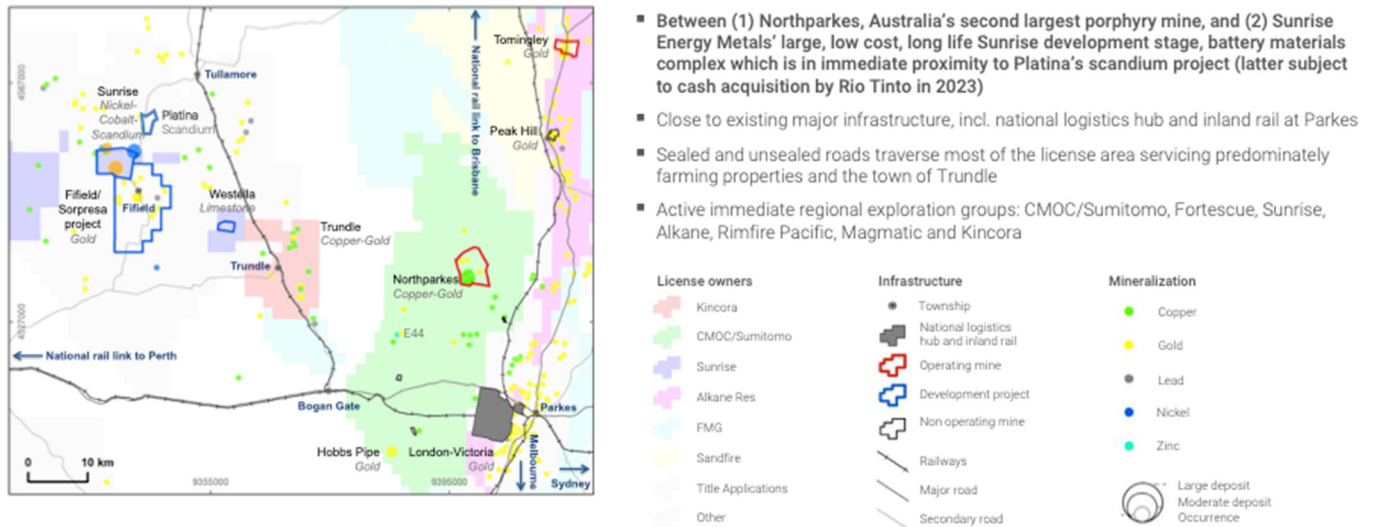 Tomingley
Gold
National rail link to Brisbane
Tullamore
Sunrise
Nickel-
Cobalt-
Scandium
Platina
Scandium
Peak Hill
Gold
Fifield/
Sorpresa
project
Gold
Fifield
Westella
Limestone
Trundle
Copper-Gold
Trundle
Northparkes
Copper-Gold
E44
National rail link to Perth
Bogan Gate
Parkes
Hobbs Pipe
Gold
London-Victoria
Gold
Melbourne
Sydney
0 10 km
9355000
9395000
▪ Between (1) Northparkes, Australia’s second largest porphyry mine, and (2) Sunrise
Energy Metals’ large, low cost, long life Sunrise development stage, battery materials
complex which is in immediate proximity to Platina’s scandium project (latter subject
to cash acquisition by Rio Tinto in 2023)
▪ Close to existing major infrastructure, incl. national logistics hub and inland rail at Parkes
▪ Sealed and unsealed roads traverse most of the license area servicing predominately
farming properties and the town of Trundle
▪ Active immediate regional exploration groups: CMOC/Sumitomo, Fortescue, Sunrise,
Alkane, Rimfire Pacific, Magmatic and Kincora
License owners
Kincora
CMOC/Sumitomo
Sunrise
Alkane Res
FMG
Sandfire
Title Applications
Other
Infrastructure
Township
National logistics
hub and inland rail
Operating mine
Development project
Non operating mine
Railways
Major road
Secondary road
Mineralization
Copper
Gold
Lead
Nickel
Zinc
Large deposit
Moderate deposit
Occurrence